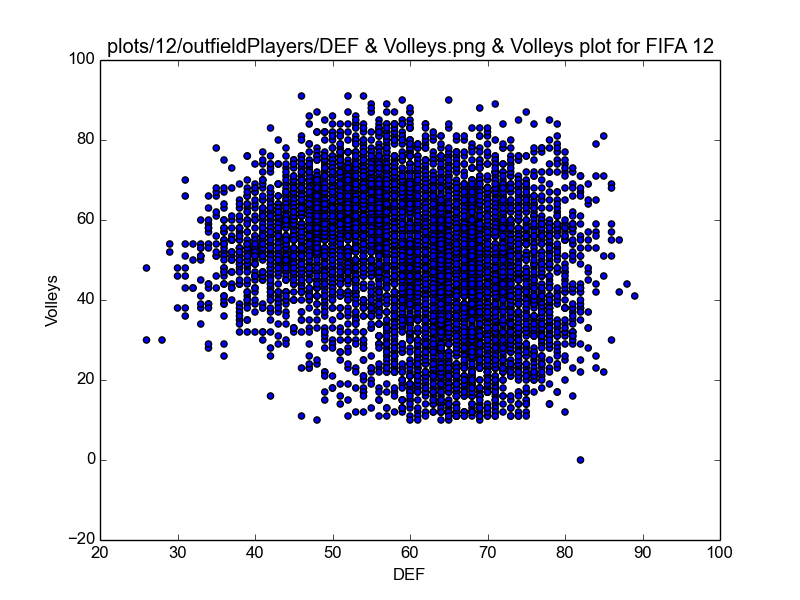 plots/12/outfieldPlayers/DEF & Volleys.png & Volleys plot for FIFA 12
100
80
60
40
20
0
−20
Volleys
20 30 40 50 60 70 80 90 100
DEF